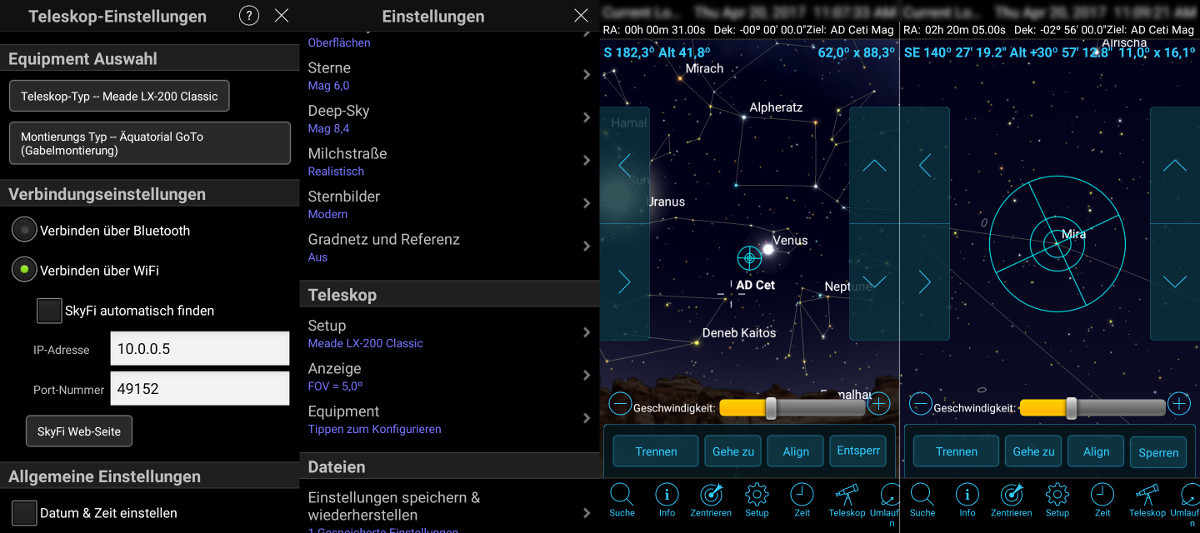 Teleskop-Einstellungen
?
Equipment Auswahl
Teleskop-Typ -- Meade LX-200 Classic
Montierungs Typ -- Äquatorial GoTo
(Gabelmontierung)
Verbindungseinstellungen
Verbinden über Bluetooth
Verbinden über WiFi
SkyFi automatisch finden
IP-Adresse
10.0.0.5
Port-Nummer
49152
SkyFi Web-Seite
Allgemeine Einstellungen
Datum & Zeit einstellen
Einstellungen
Oberflächen
Sterne
Mag 6,0
Deep-Sky
Mag 8,4
Milchstraße
Realistisch
Sternbilder
Modern
Gradnetz und Referenz
Aus
Teleskop
Setup
Meade LX-200 Classic
Anzeige
FOV = 5,0º
Equipment
Tippen zum Konfigurieren
Dateien
Einstellungen speichern &
wiederherstellen
1 Gespeicherte Einstellungen
Current Lo... Thu Apr 20, 2017 11:07:33 AM
RA: 00h 00m 31.00s Dek: -00º 00' 00.0"Ziel: AD Ceti Mag
S 182,3º Alt 41,8º 62,0º x 88,3º
Mirach
Alpheratz
Hamal
Sun
Uranus
Venus
AD Cet
Neptune
Deneb Kaitos
Fomalhaut
Geschwindigkeit:
Trennen Gehe zu Align Entsperr
Suche Info Zentrieren Setup Zeit Teleskop Umlauf
n
Current Lo... Thu Apr 20, 2017 11:09:21 AM
RA: 02h 20m 05.00s Dek: -02º 56' 00.0"Ziel: AD Ceti Mag
Alrischa
SE 140º 27' 19.2" Alt +30º 57' 12.8" 11,0º x 16,1º
Mira
Geschwindigkeit:
Trennen Gehe zu Align Sperren
Suche Info Zentrieren Setup Zeit Teleskop Umlauf
n